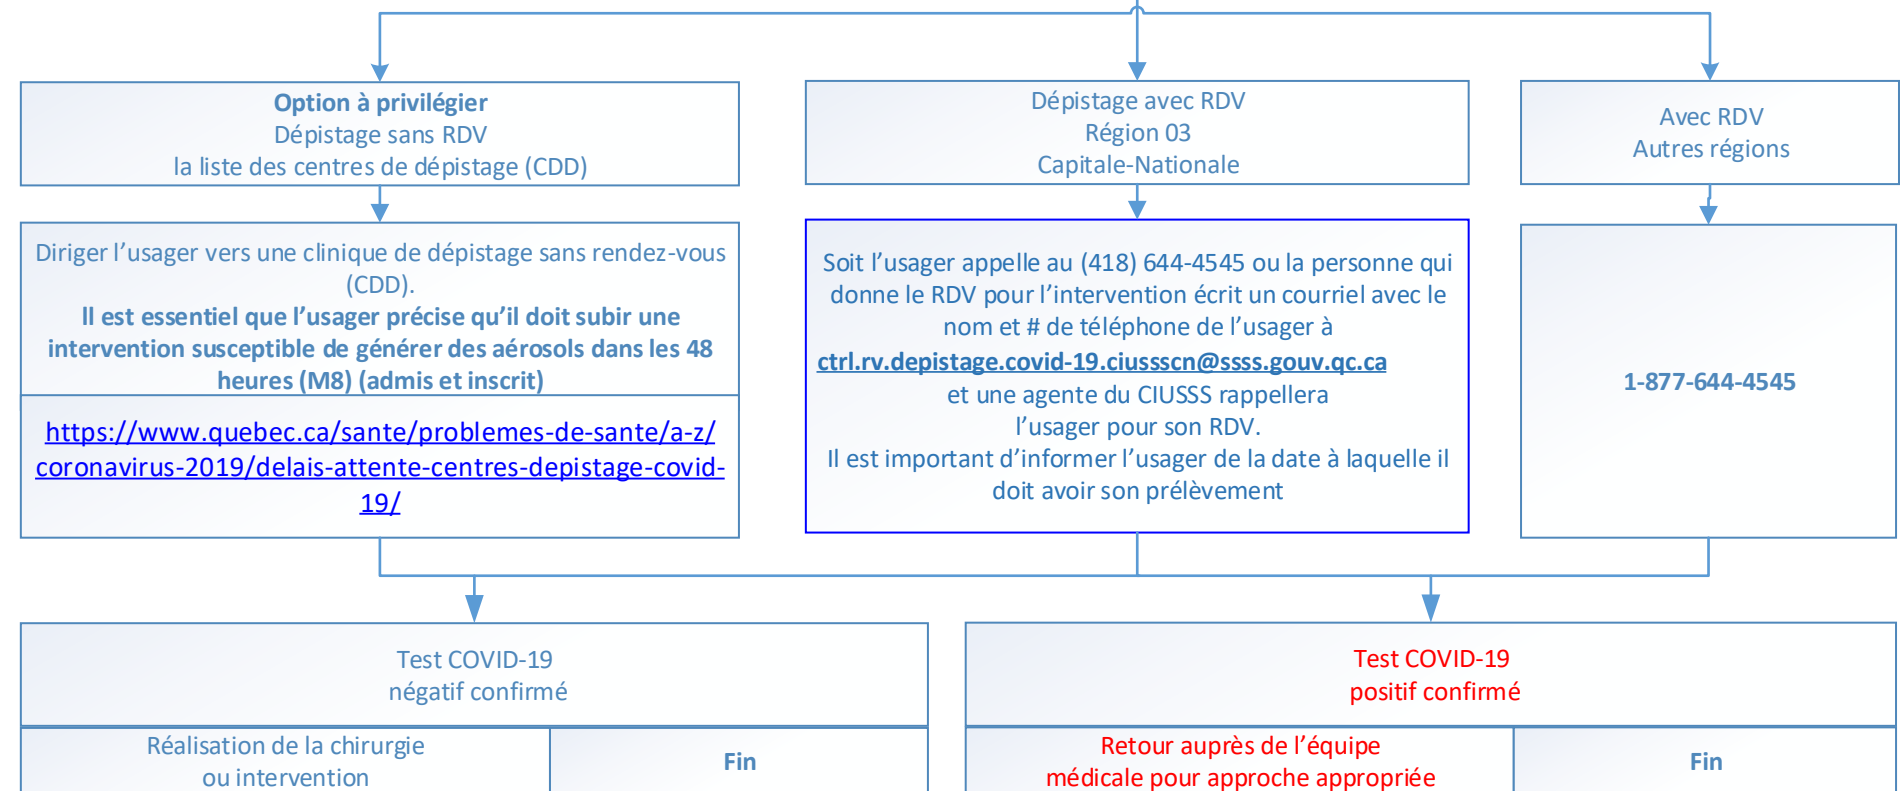 Option à privilégier
Dépistage sans RDV
la liste des centres de dépistage (CDD)
Dépistage avec RDV
Région 03
Capitale-Nationale
Avec RDV
Autres régions
Diriger l’usager vers une clinique de dépistage sans rendez-vous
(CDD).
Il est essentiel que l’usager précise qu’il doit subir une
intervention susceptible de générer des aérosols dans les 48
heures (M8) (admis et inscrit)
https://www.quebec.ca/sante/problemes-de-sante/a-z/
coronavirus-2019/delais-attente-centres-depistage-covid-
19/
Soit l’usager appelle au (418) 644-4545 ou la personne qui
donne le RDV pour l’intervention écrit un courriel avec le
nom et # de téléphone de l’usager à
ctrl.rv.depistage.covid-19.ciussscn@ssss.gouv.qc.ca
et une agente du CIUSSS rappellera
l’usager pour son RDV.
Il est important d’informer l’usager de la date à laquelle il
doit avoir son prélèvement
1-877-644-4545
Test COVID-19
négatif confirmé
Réalisation de la chirurgie
ou intervention
Fin
Test COVID-19
positif confirmé
Retour auprès de l’équipe
médicale pour approche appropriée
Fin